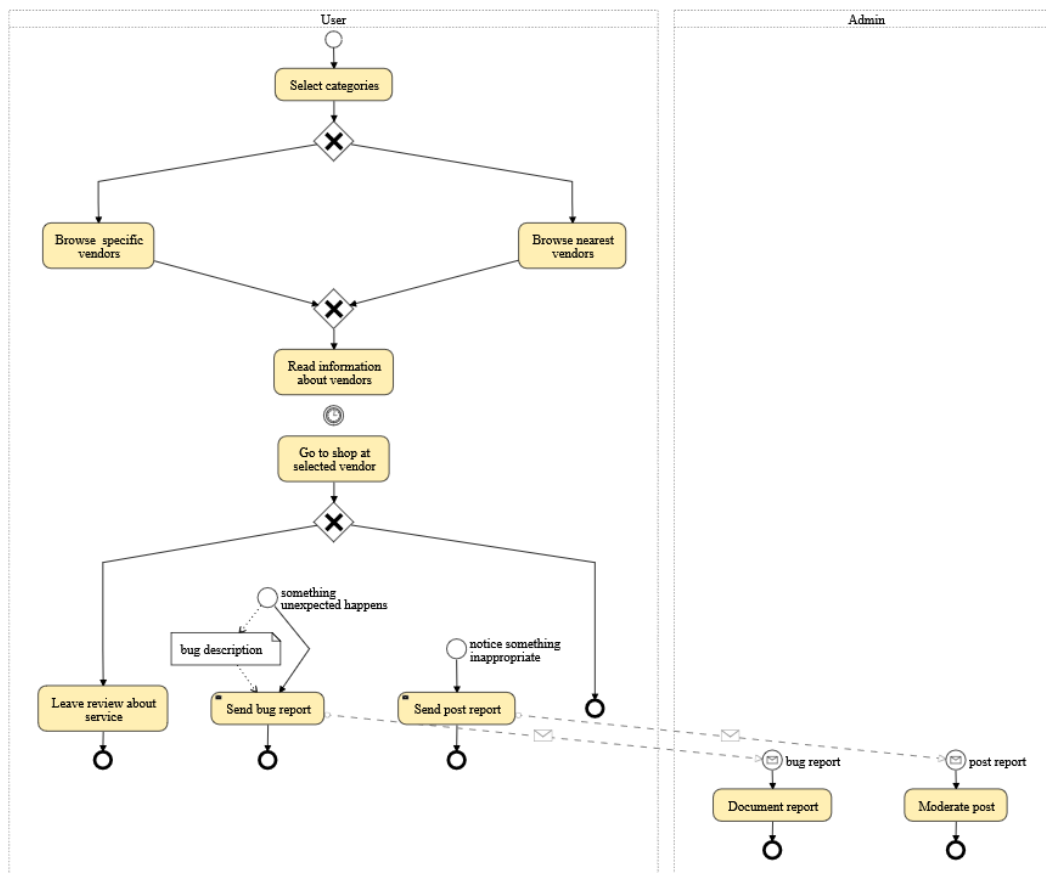 User
Admin
Select categories
Browse specific
vendors
Browse nearest
vendors
Read information
about vendors
Go to shop at
selected vendor
something
unexpected happens
bug description
notice something
inappropriate
Leave review about
service
Send bug report
Send post report
bug report
post report
Document report
Moderate post